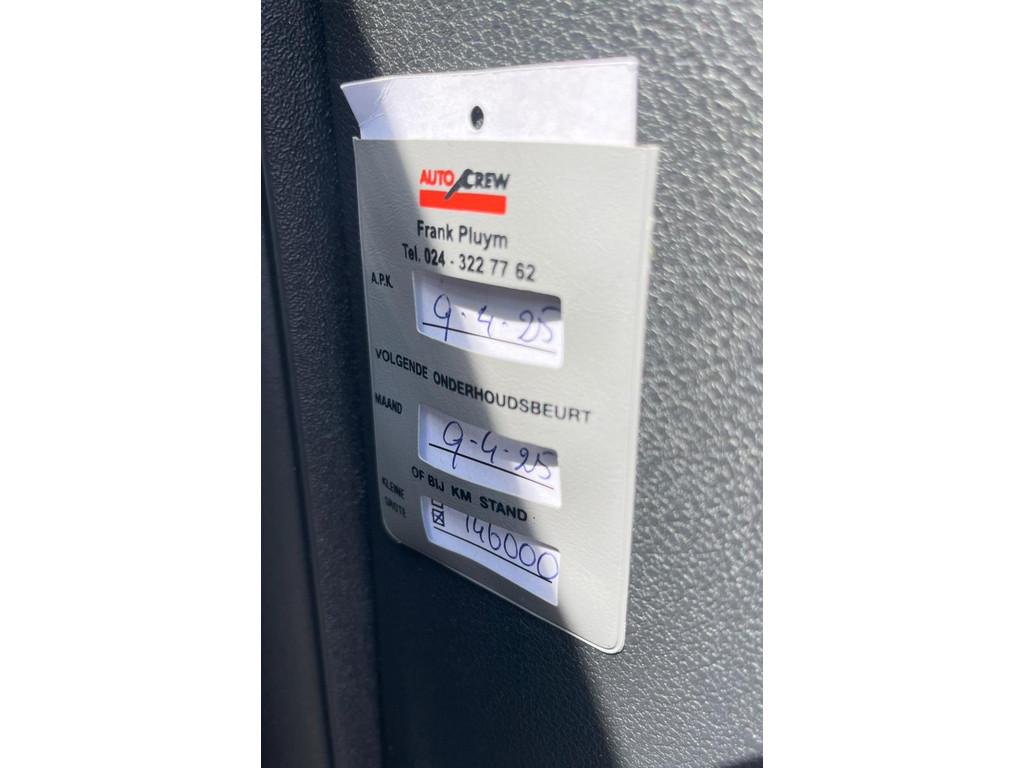 AUTO CREW
Frank Pluym
Tel. 024 - 322 77 62
A.P.K.
9-4-25
VOLGENDE ONDERHOUDSBEURT
MAAND
9-4-25
OF BIJ KM STAND
KLEINE
GROTE
146000